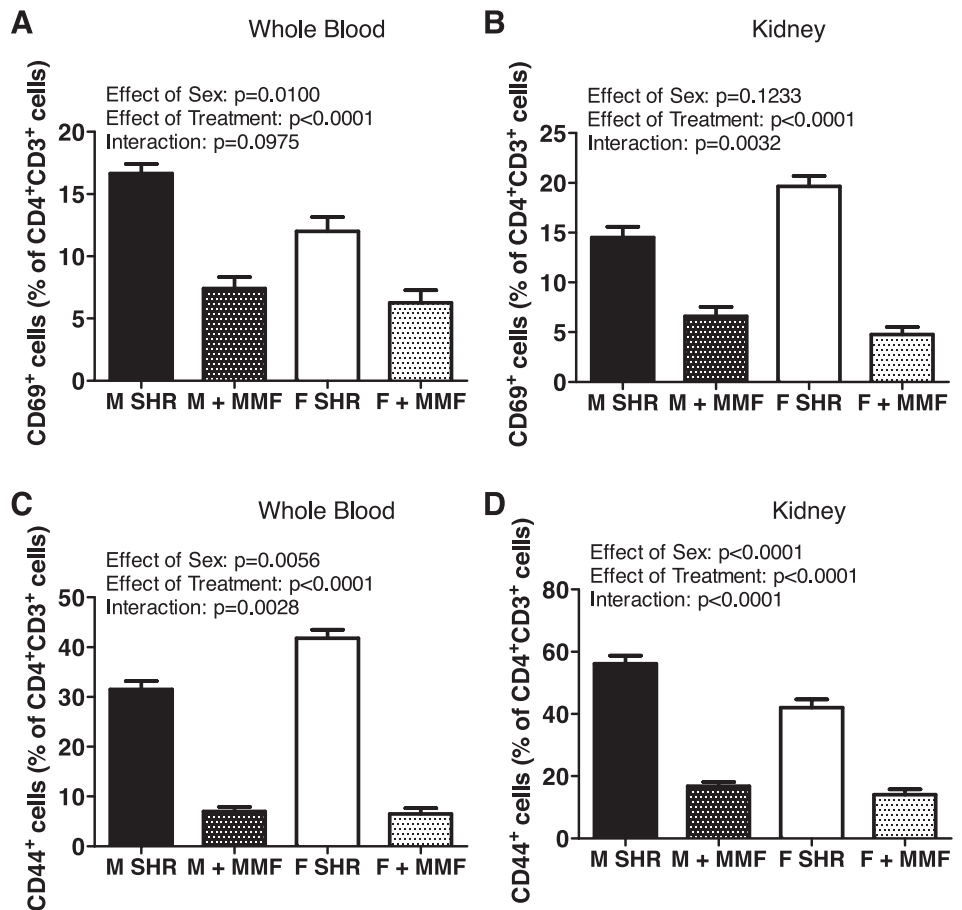 A
Whole Blood
CD69⁺ cells (% of CD4⁺CD3⁺ cells)
Effect of Sex: p=0.0100
Effect of Treatment: p<0.0001
Interaction: p=0.0975
20
15
10
5
0
M SHR M + MMF F SHR F + MMF
B
Kidney
CD69⁺ cells (% of CD4⁺CD3⁺ cells)
Effect of Sex: p=0.1233
Effect of Treatment: p<0.0001
Interaction: p=0.0032
25
20
15
10
5
0
M SHR M + MMF F SHR F + MMF
C
Whole Blood
CD44⁺ cells (% of CD4⁺CD3⁺ cells)
Effect of Sex: p=0.0056
Effect of Treatment: p<0.0001
Interaction: p=0.0028
50
40
30
20
10
0
M SHR M + MMF F SHR F + MMF
D
Kidney
CD44⁺ cells (% of CD4⁺CD3⁺ cells)
Effect of Sex: p<0.0001
Effect of Treatment: p<0.0001
Interaction: p<0.0001
80
60
40
20
0
M SHR M + MMF F SHR F + MMF